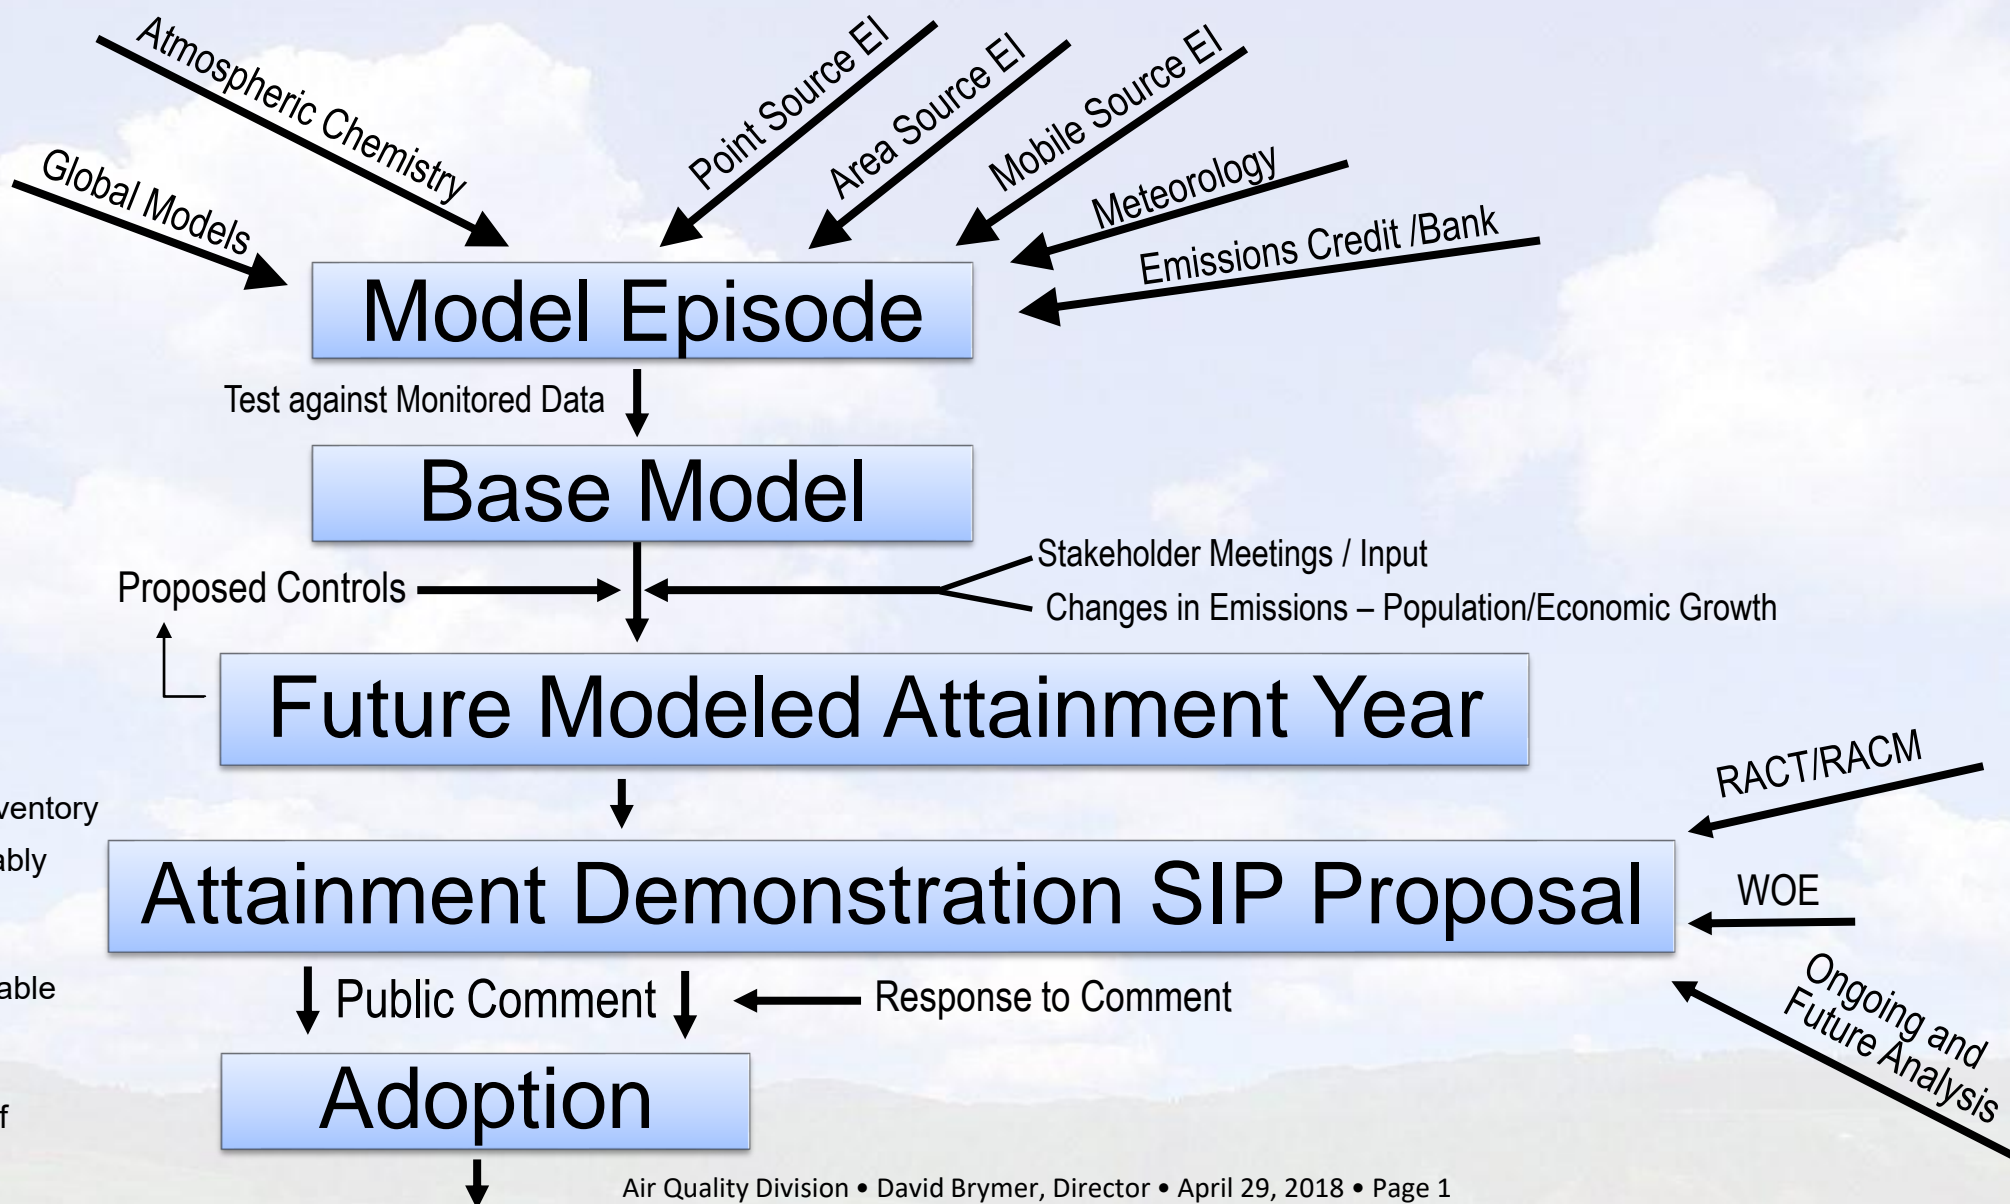 Atmospheric Chemistry
Global Models
Point Source EI
Area Source EI
Mobile Source EI
Meteorology
Emissions Credit /Bank
Model Episode
Test against Monitored Data
Base Model
Stakeholder Meetings / Input
Proposed Controls
Changes in Emissions – Population/Economic Growth
Future Modeled Attainment Year
RACT/RACM
ventory
ably
Attainment Demonstration SIP Proposal
WOE
able
Ongoing and
Future Analysis
Public Comment
Response to Comment
Adoption
f
Air Quality Division • David Brymer, Director • April 29, 2018 • Page 1